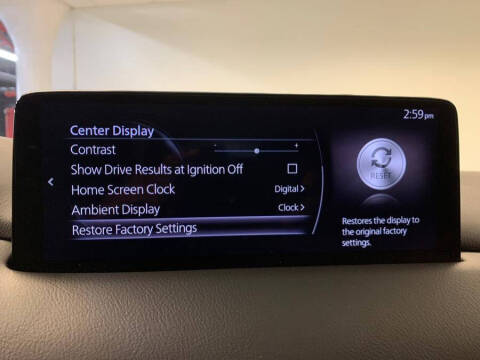 2:59pm
Center Display
Contrast
- +
Show Drive Results at Ignition Off
Home Screen Clock Digital
Ambient Display Clock
Restore Factory Settings
RESET
Restores the display to
the original factory
settings.